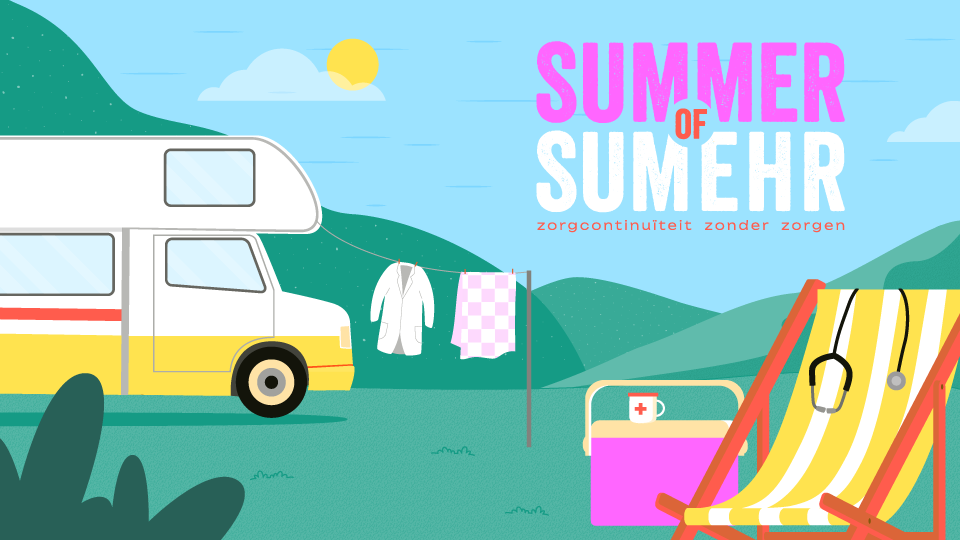 SUMMER
OF
SUMEHR
zorgcontinuïteit zonder zorgen